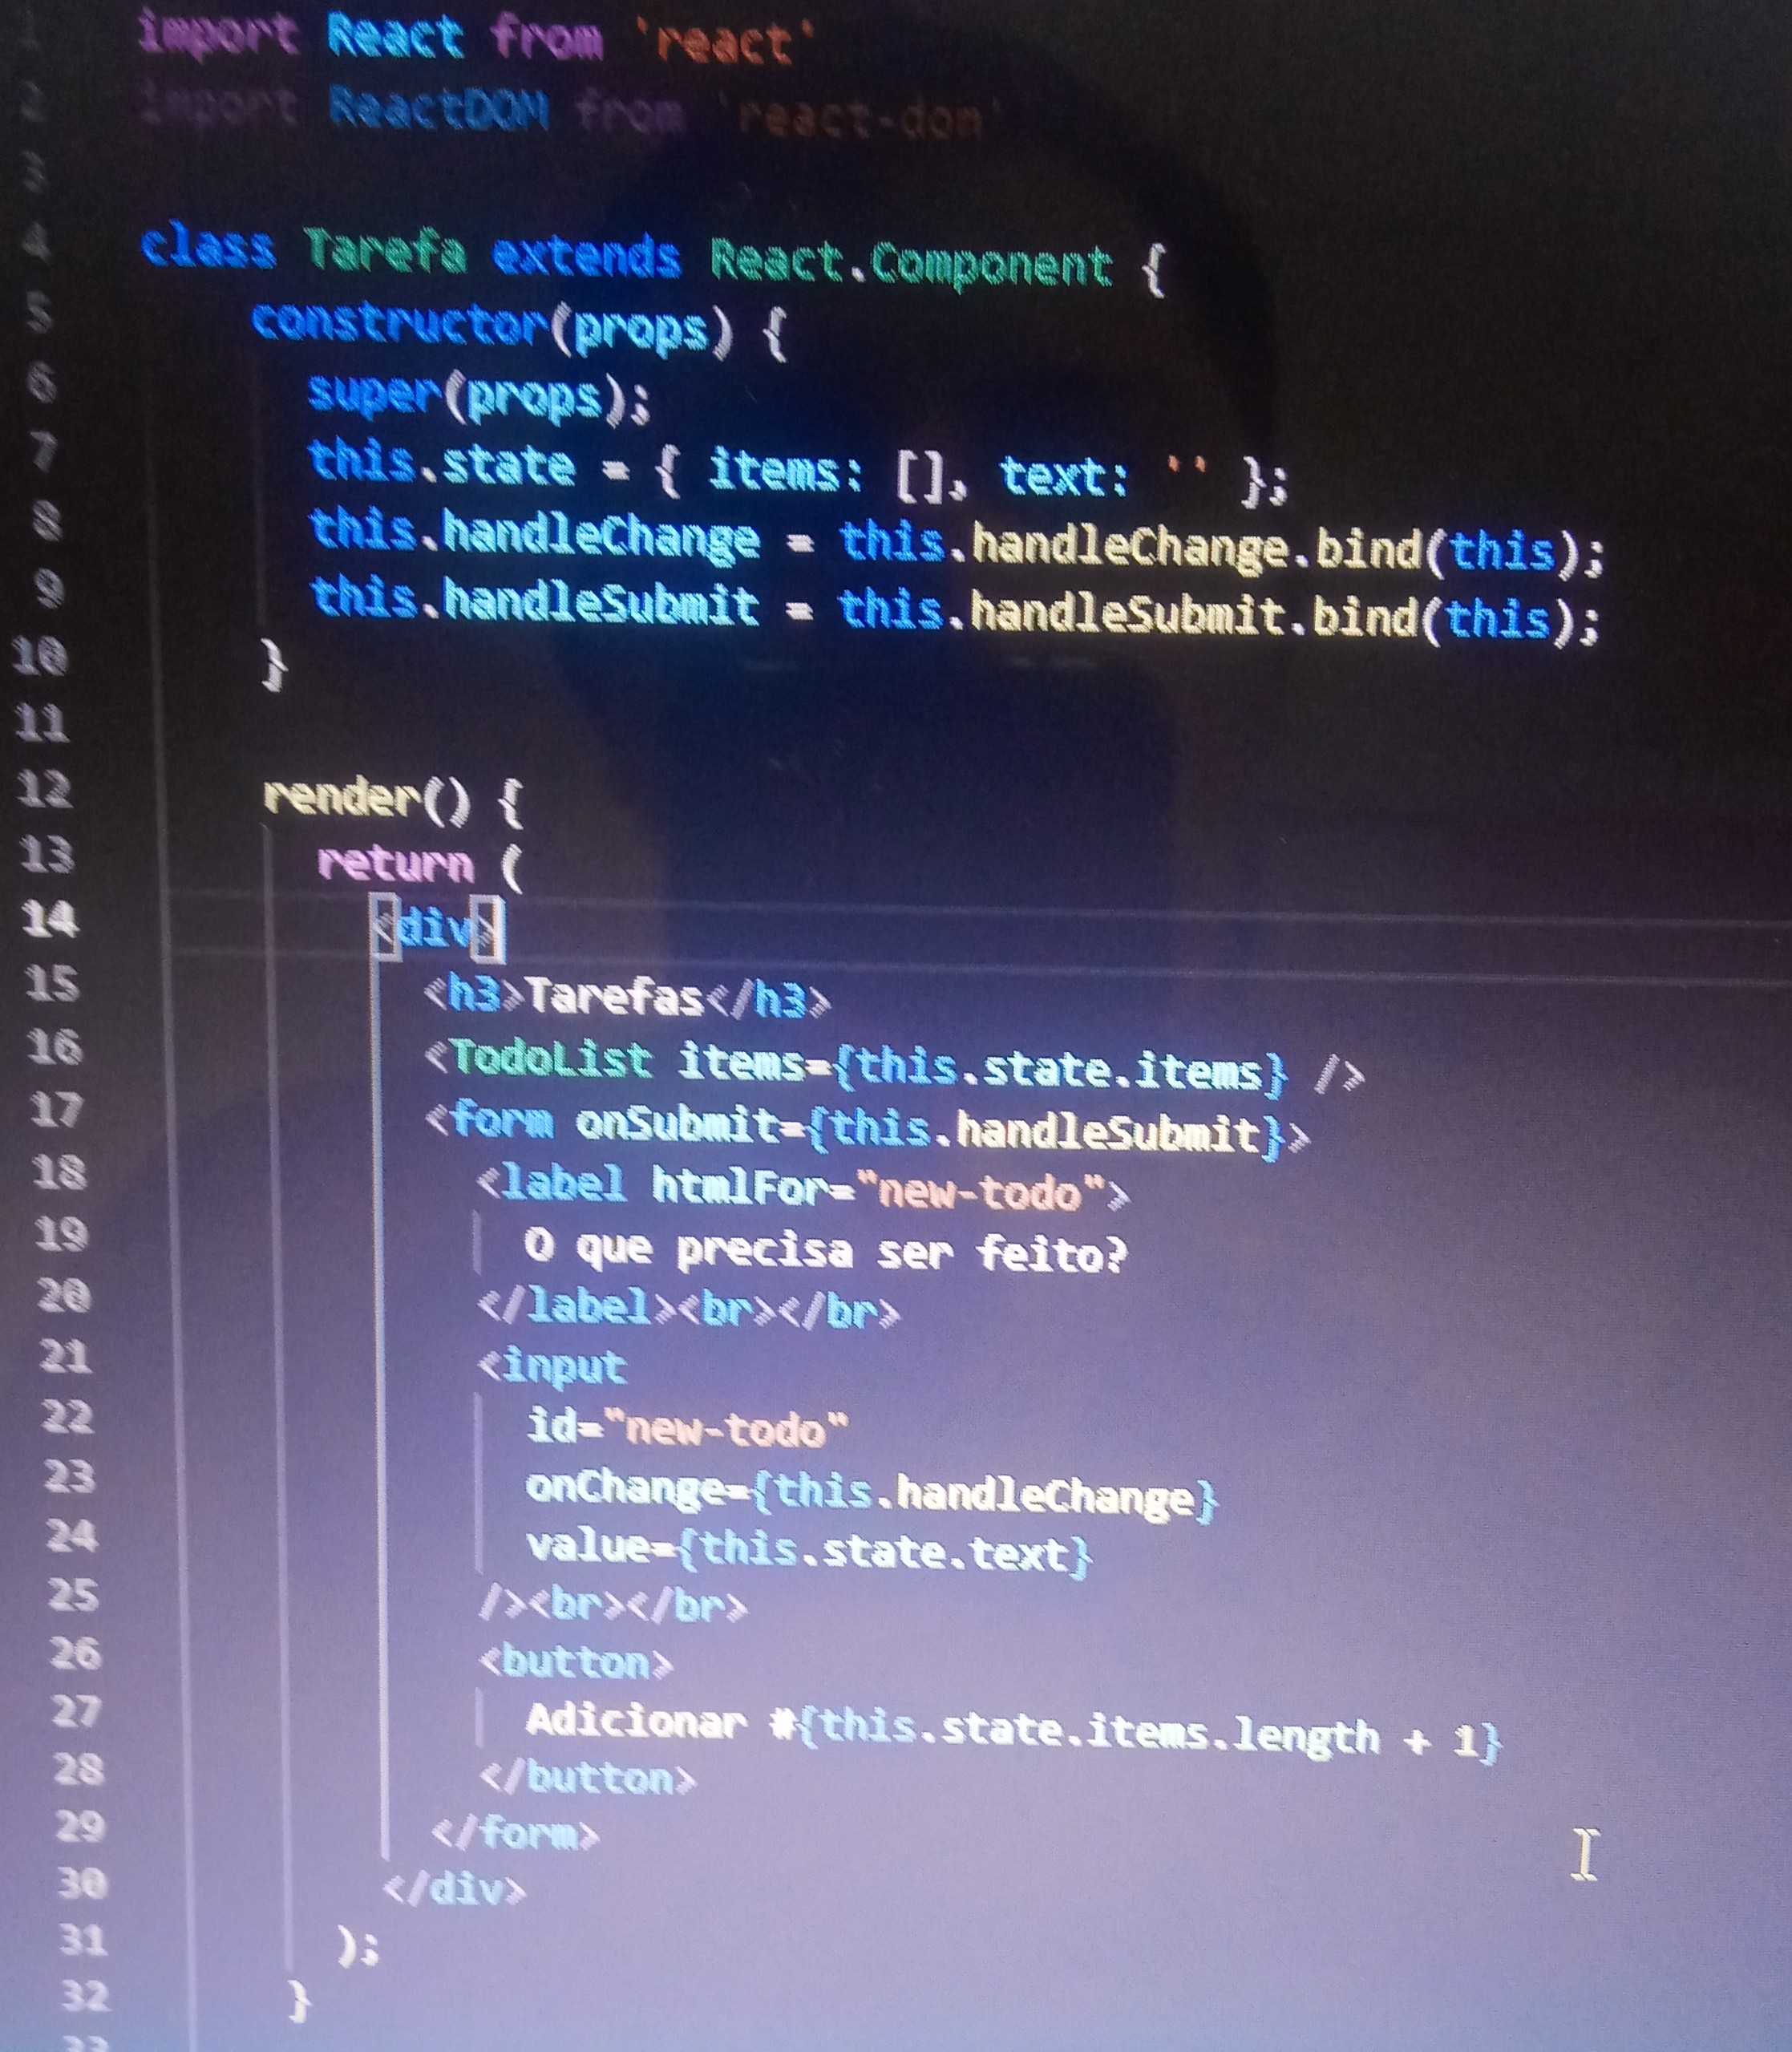 1 import React from 'react'
2 import ReactDOM from 'react-dom'
3
4 class Tarefa extends React.Component {
5 constructor(props) {
6 super(props);
7 this.state = { items: [], text: '' };
8 this.handleChange = this.handleChange.bind(this);
9 this.handleSubmit = this.handleSubmit.bind(this);
10 }
11
12 render() {
13 return (
14 <div>
15 <h3>Tarefas</h3>
16 <TodoList items={this.state.items} />
17 <form onSubmit={this.handleSubmit}>
18 <label htmlFor="new-todo">
19 O que precisa ser feito?
20 </label><br></br>
21 <input
22 id="new-todo"
23 onChange={this.handleChange}
24 value={this.state.text}
25 /><br></br>
26 <button>
27 Adicionar #{this.state.items.length + 1}
28 </button>
29 </form>
30 </div>
31 );
32 }
33